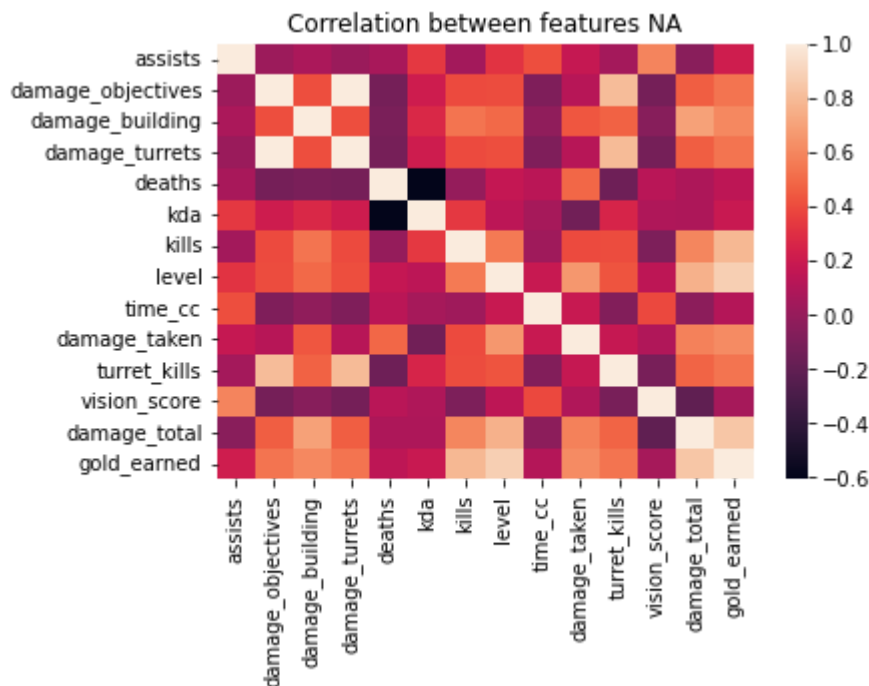 Correlation between features NA
assists
damage_objectives
damage_building
damage_turrets
deaths
kda
kills
level
time_cc
damage_taken
turret_kills
vision_score
damage_total
gold_earned
1.0
0.8
0.6
0.4
0.2
0.0
−0.2
−0.4
−0.6
assists
damage_objectives
damage_building
damage_turrets
deaths
kda
kills
level
time_cc
damage_taken
turret_kills
vision_score
damage_total
gold_earned